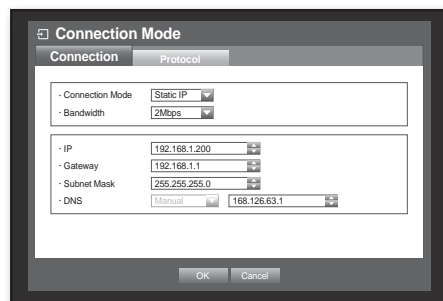 Connection Mode
Connection Protocol
· Connection Mode Static IP
· Bandwidth 2Mbps
· IP 192.168.1.200
· Gateway 192.168.1.1
· Subnet Mask 255.255.255.0
· DNS Manual 168.126.63.1
OK Cancel